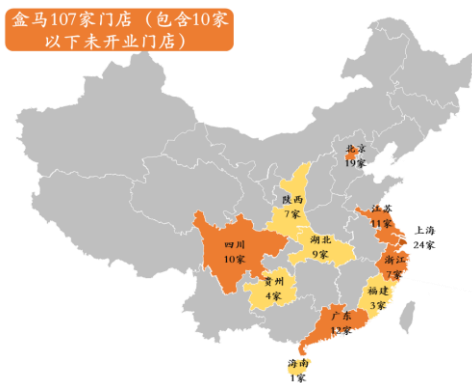 盒马107家门店（包含10家
以下未开业门店）
北京
19家
陕西
7家
江苏
11家
上海
24家
四川
10家
湖北
9家
浙江
7家
贵州
4家
福建
3家
广东
12家
海南
1家